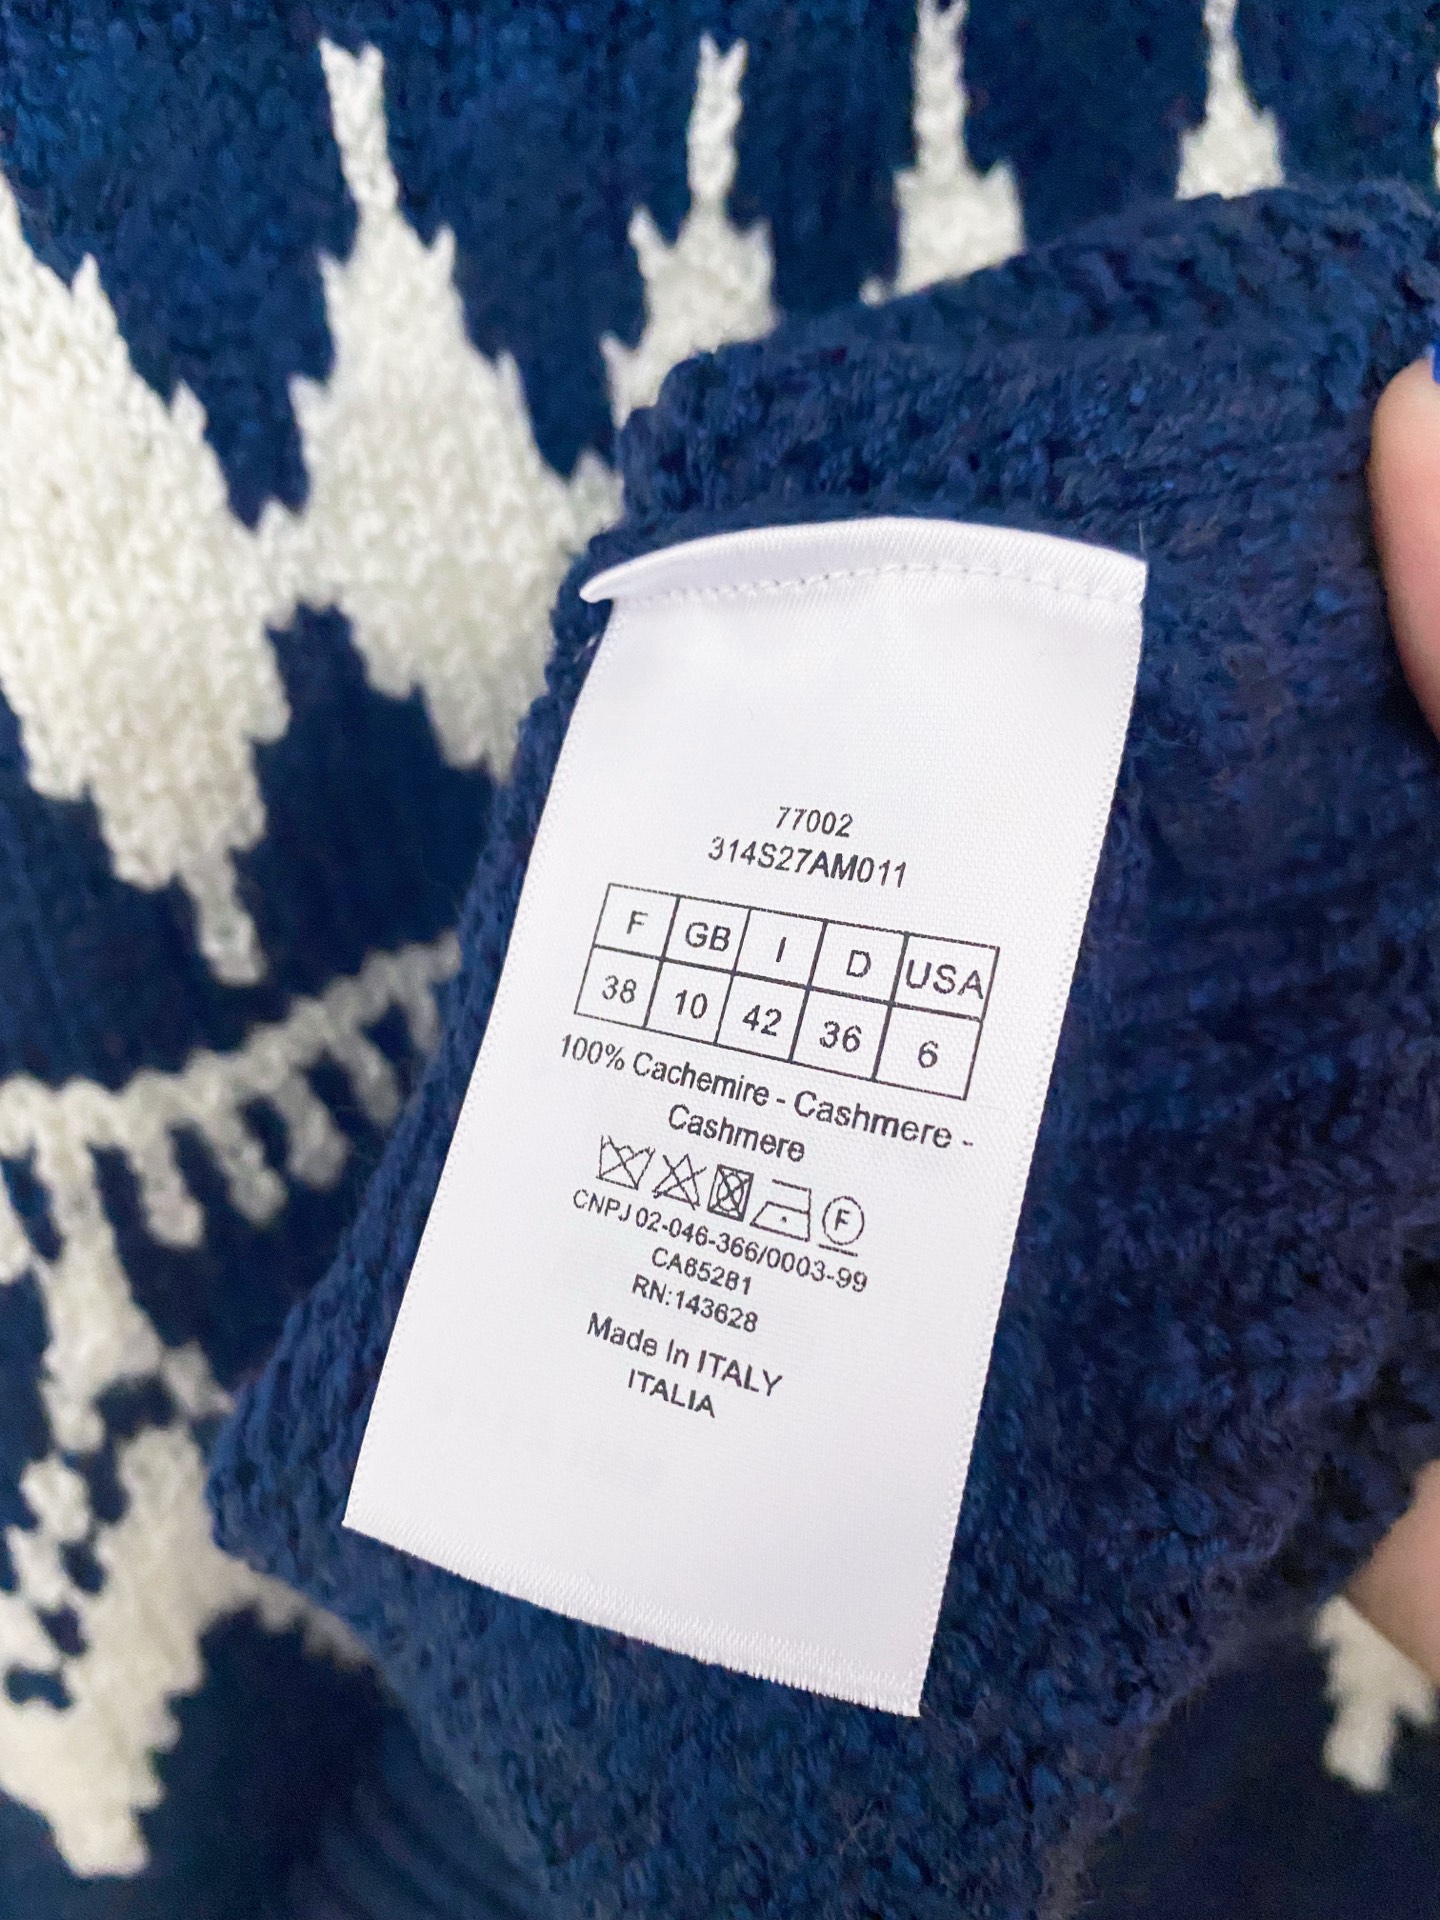 77002
314S27AM011
F GB I D USA
38 10 42 36 6
100% Cachemire - Cashmere -
Cashmere
F
CNPJ 02-046-366/0003-99
CA65281
RN:143628
Made In ITALY
ITALIA